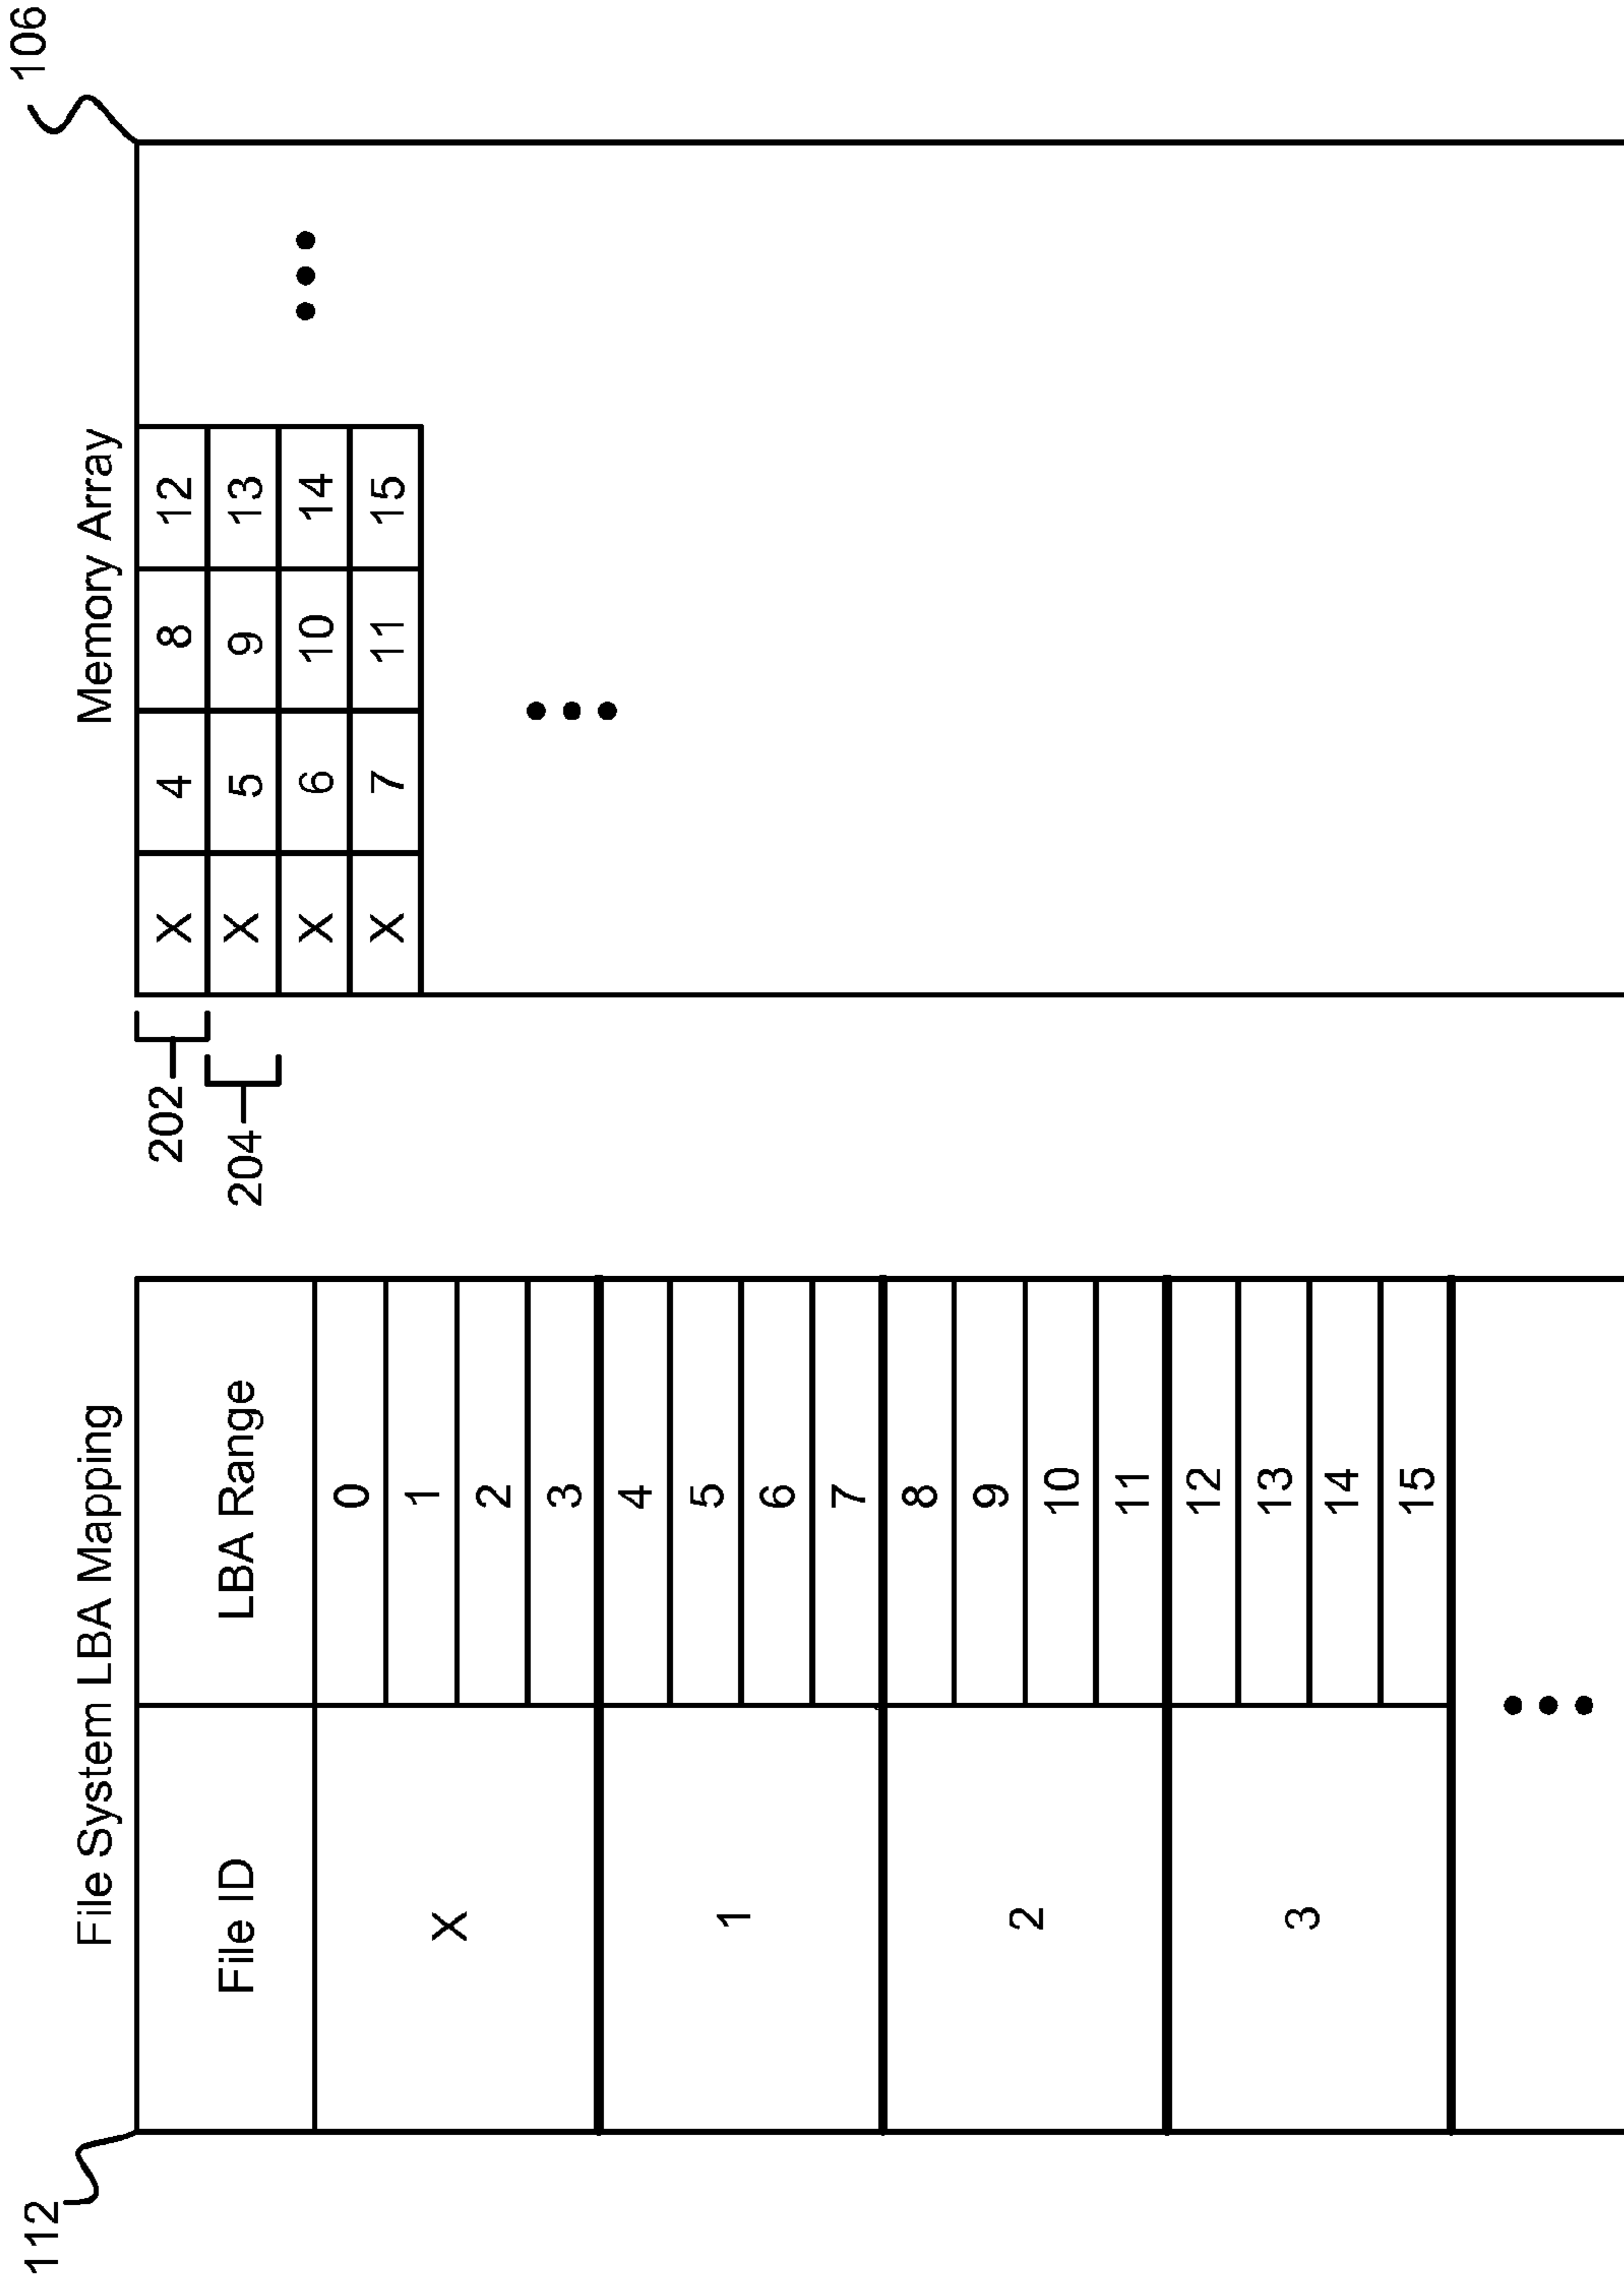 112
File System LBA Mapping
File ID LBA Range
X
0
1
2
3
1
4
5
6
7
2
8
9
10
11
3
12
13
14
15
106
Memory Array
202
204
X 4 8 12
X 5 9 13
X 6 10 14
X 7 11 15